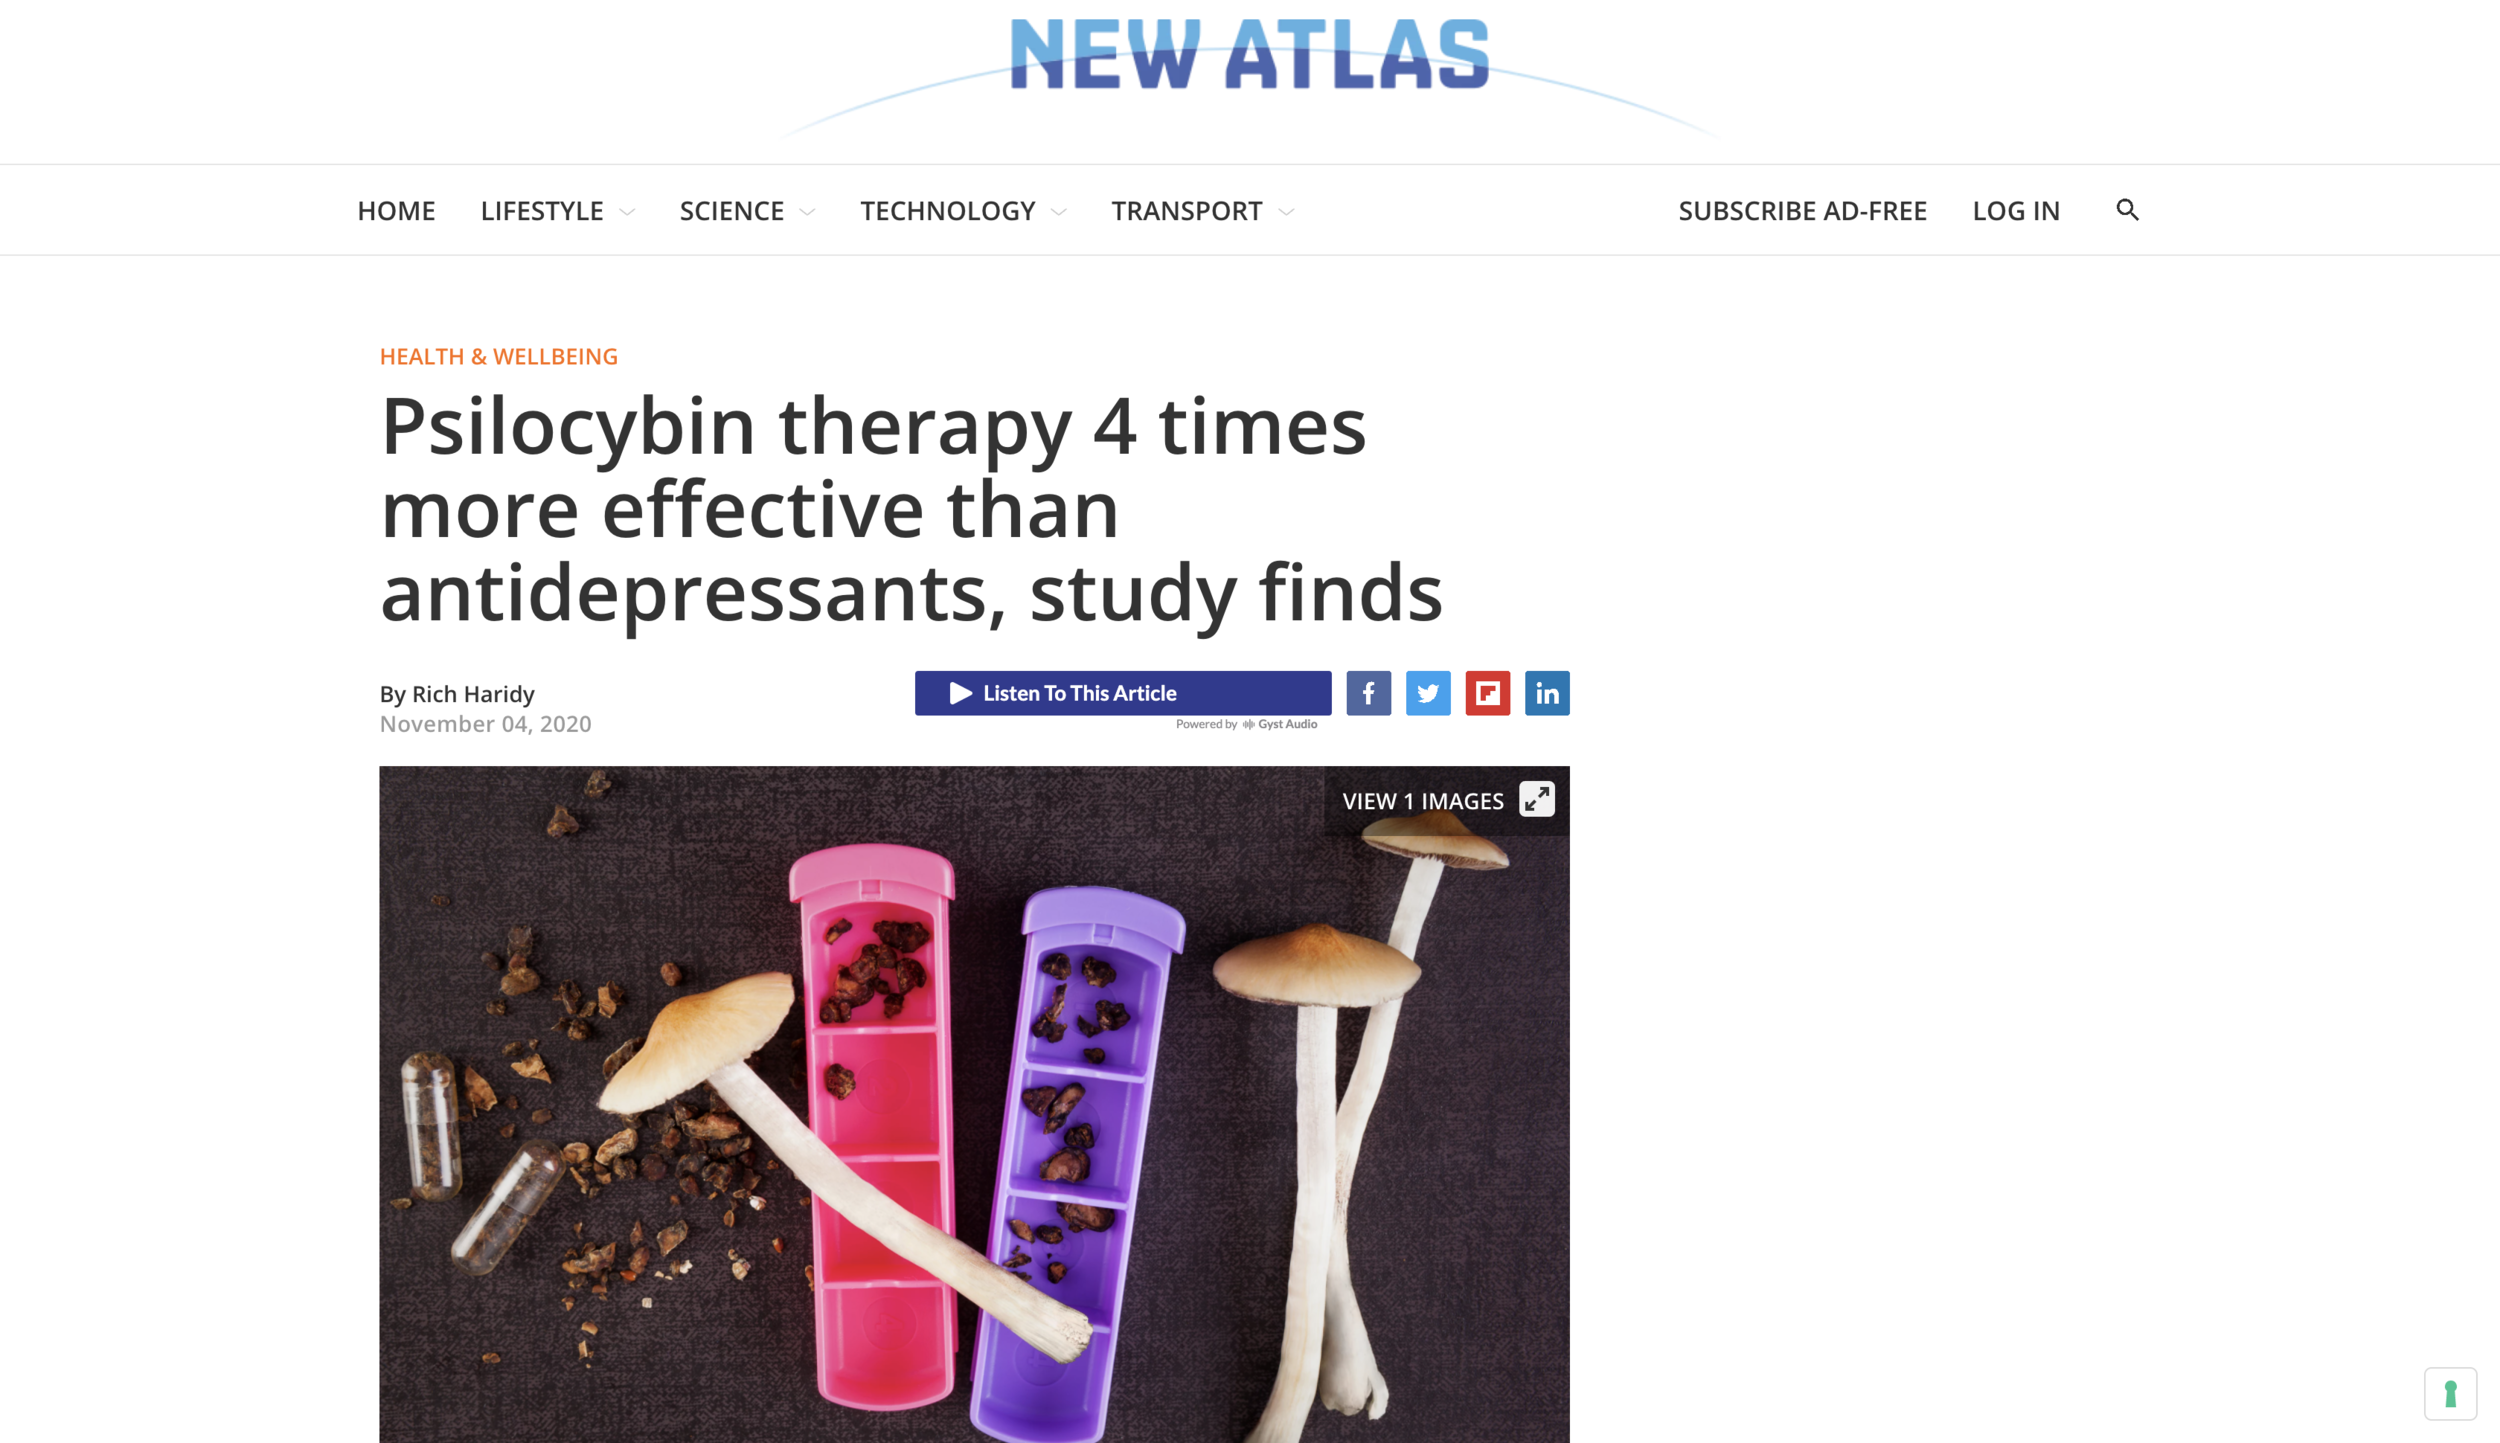 NEW ATLAS
HOME LIFESTYLE SCIENCE TECHNOLOGY TRANSPORT SUBSCRIBE AD-FREE LOG IN
HEALTH & WELLBEING
Psilocybin therapy 4 times
more effective than
antidepressants, study finds
By Rich Haridy
November 04, 2020
Listen To This Article
Powered by Gyst Audio
VIEW 1 IMAGES